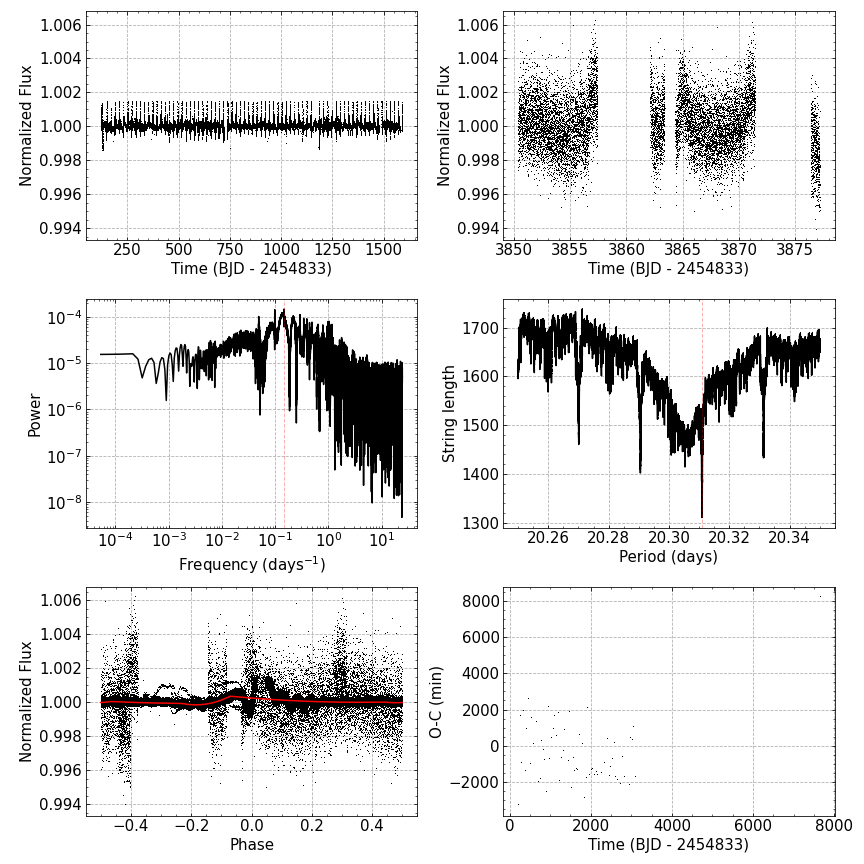 1.006
1.004
1.002
1.000
0.998
0.996
0.994
Normalized Flux
250 500 750 1000 1250 1500
Time (BJD - 2454833)
1.006
1.004
1.002
1.000
0.998
0.996
0.994
Normalized Flux
3850 3855 3860 3865 3870 3875
Time (BJD - 2454833)
10⁻⁴
10⁻⁵
10⁻⁶
10⁻⁷
10⁻⁸
Power
10⁻⁴ 10⁻³ 10⁻² 10⁻¹ 10⁰ 10¹
Frequency (days⁻¹)
1700
1600
1500
1400
1300
String length
20.26 20.28 20.30 20.32 20.34
Period (days)
1.006
1.004
1.002
1.000
0.998
0.996
0.994
Normalized Flux
−0.4 −0.2 0.0 0.2 0.4
Phase
8000
6000
4000
2000
0
−2000
O-C (min)
0 2000 4000 6000 8000
Time (BJD - 2454833)